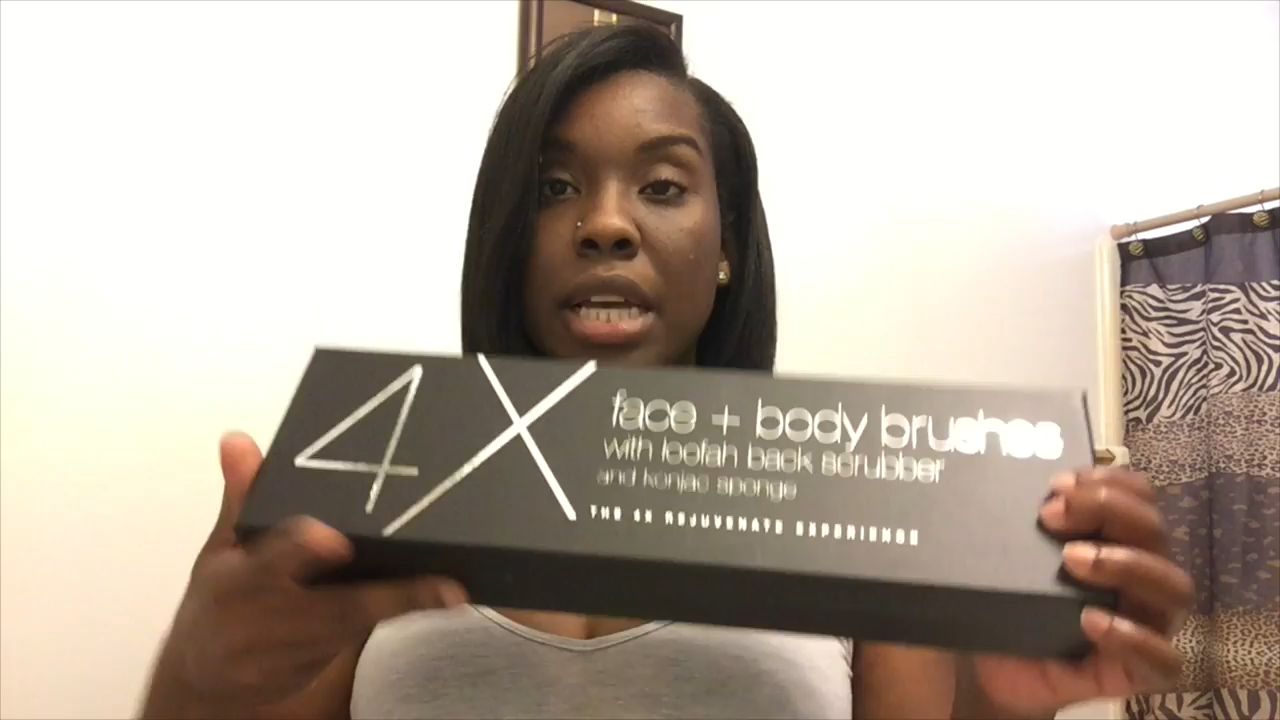 4X
face + body brushes
with loofah back scrubber
and konjac sponge
THE 4X REJUVENATE EXPERIENCE